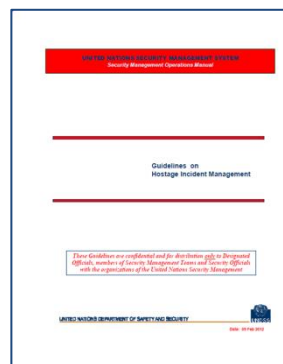 UNITED NATIONS SECURITY MANAGEMENT SYSTEM
Security Management Operations Manual
Guidelines on
Hostage Incident Management
These Guidelines are confidential and for distribution only to Designated
Officials, members of Security Management Teams and Security Officials
with the organizations of the United Nations Security Management
UNITED NATIONS DEPARTMENT OF SAFETY AND SECURITY
UNDSS